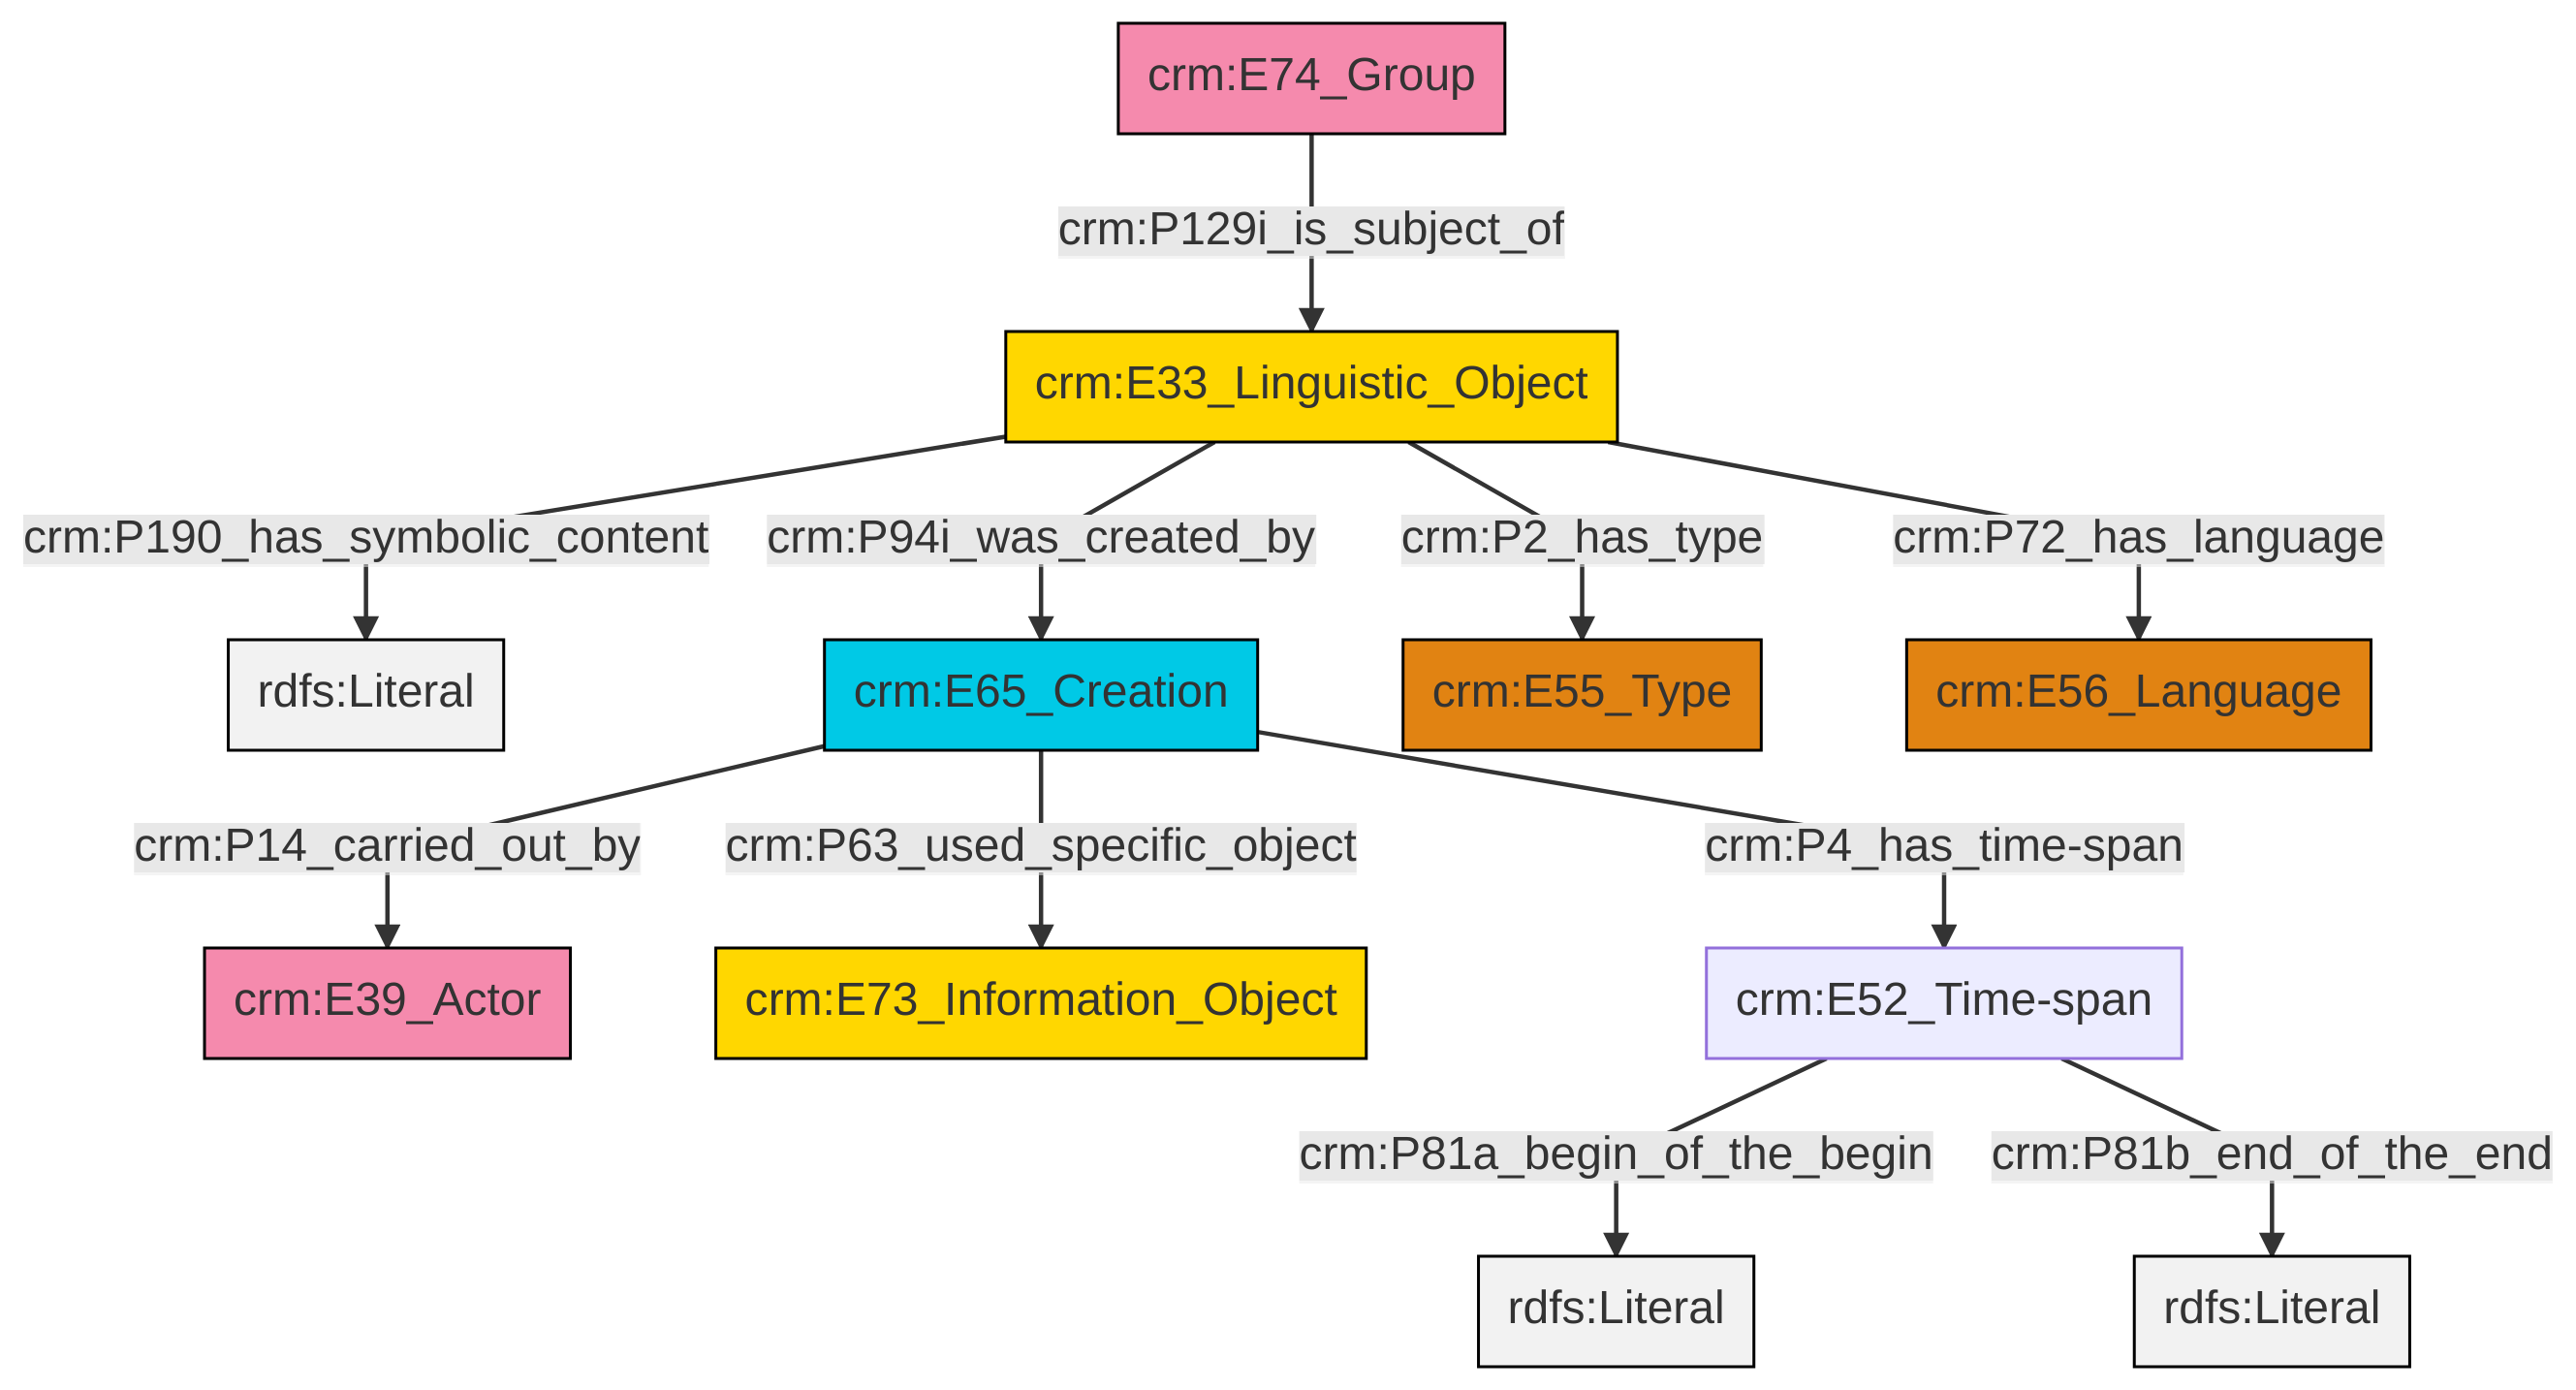 crm:E74_Group
crm:P129i_is_subject_of
crm:E33_Linguistic_Object
crm:P190_has_symbolic_content
crm:P94i_was_created_by
crm:P2_has_type
crm:P72_has_language
rdfs:Literal
crm:E65_Creation
crm:E55_Type
crm:E56_Language
crm:P14_carried_out_by
crm:P63_used_specific_object
crm:P4_has_time-span
crm:E39_Actor
crm:E73_Information_Object
crm:E52_Time-span
crm:P81a_begin_of_the_begin
crm:P81b_end_of_the_end
rdfs:Literal
rdfs:Literal